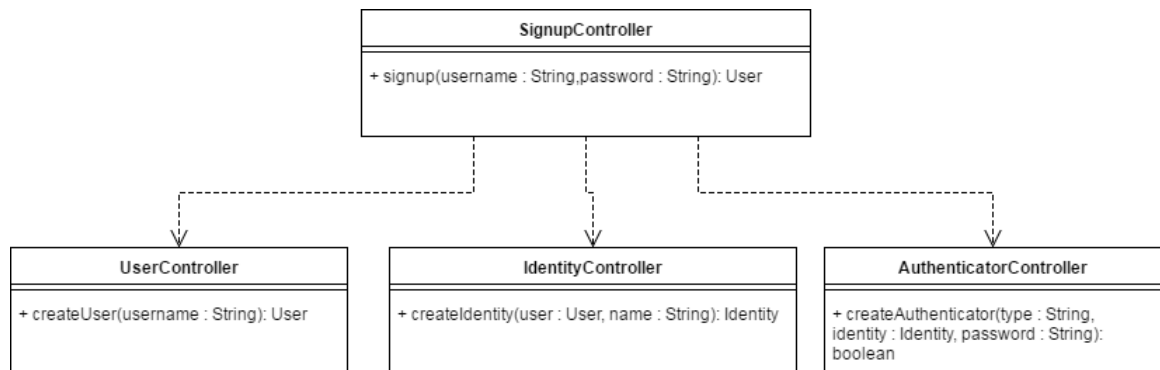 SignupController
+ signup(username : String,password : String): User
UserController
+ createUser(username : String): User
IdentityController
+ createIdentity(user : User, name : String): Identity
AuthenticatorController
+ createAuthenticator(type : String,
identity : Identity, password : String):
boolean